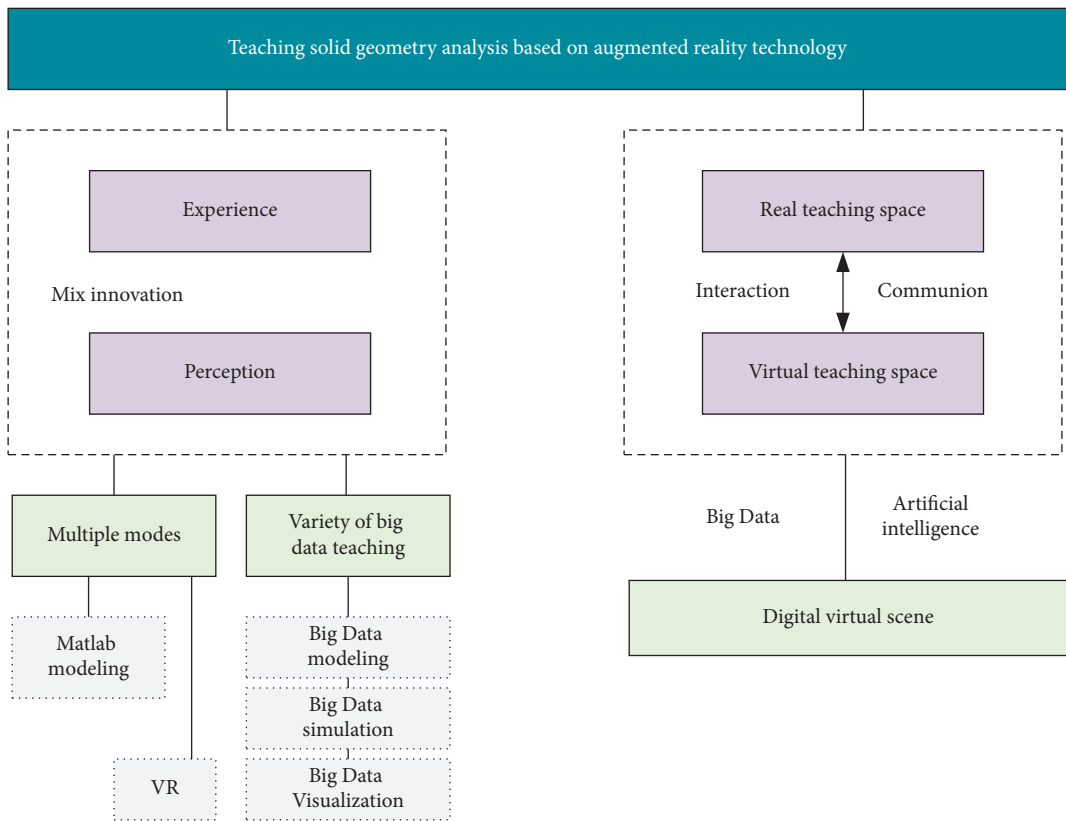 Teaching solid geometry analysis based on augmented reality technology
Experience
Mix innovation
Perception
Real teaching space
Interaction
Communion
Virtual teaching space
Multiple modes
Variety of big
data teaching
Matlab
modeling
VR
Big Data
modeling
Big Data
simulation
Big Data
Visualization
Big Data
Artificial
intelligence
Digital virtual scene